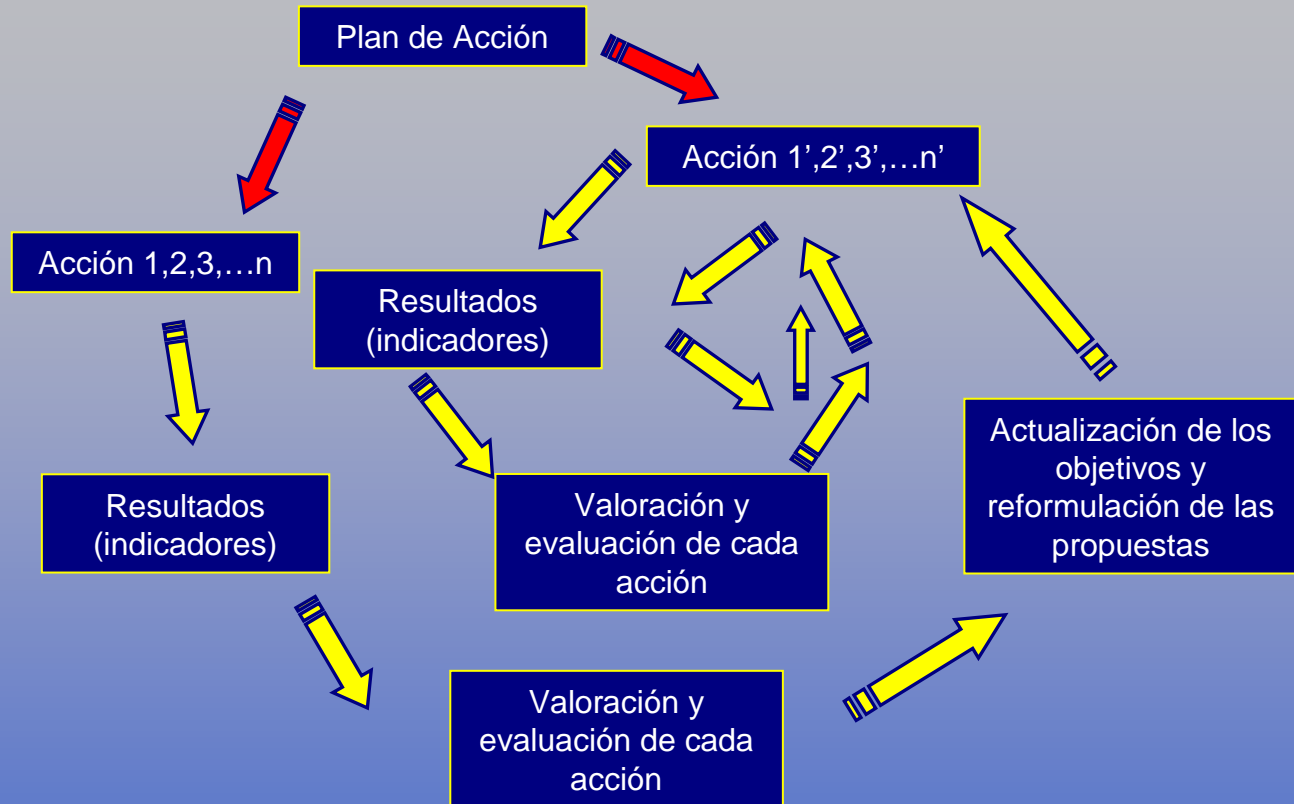 Plan de Acción
Acción 1’,2’,3’,…n’
Acción 1,2,3,…n
Resultados
(indicadores)
Resultados
(indicadores)
Valoración y
evaluación de cada
acción
Actualización de los
objetivos y
reformulación de las
propuestas
Valoración y
evaluación de cada
acción